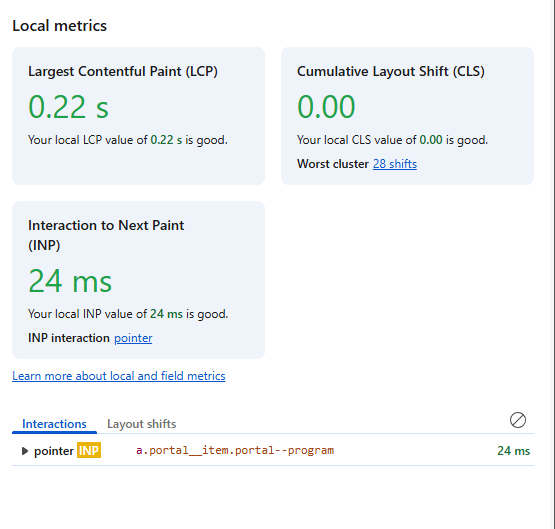 Local metrics
Largest Contentful Paint (LCP)
0.22 s
Your local LCP value of 0.22 s is good.
Cumulative Layout Shift (CLS)
0.00
Your local CLS value of 0.00 is good.
Worst cluster 28 shifts
Interaction to Next Paint
(INP)
24 ms
Your local INP value of 24 ms is good.
INP interaction pointer
Learn more about local and field metrics
Interactions Layout shifts
pointer INP a.portal__item.portal--program 24 ms